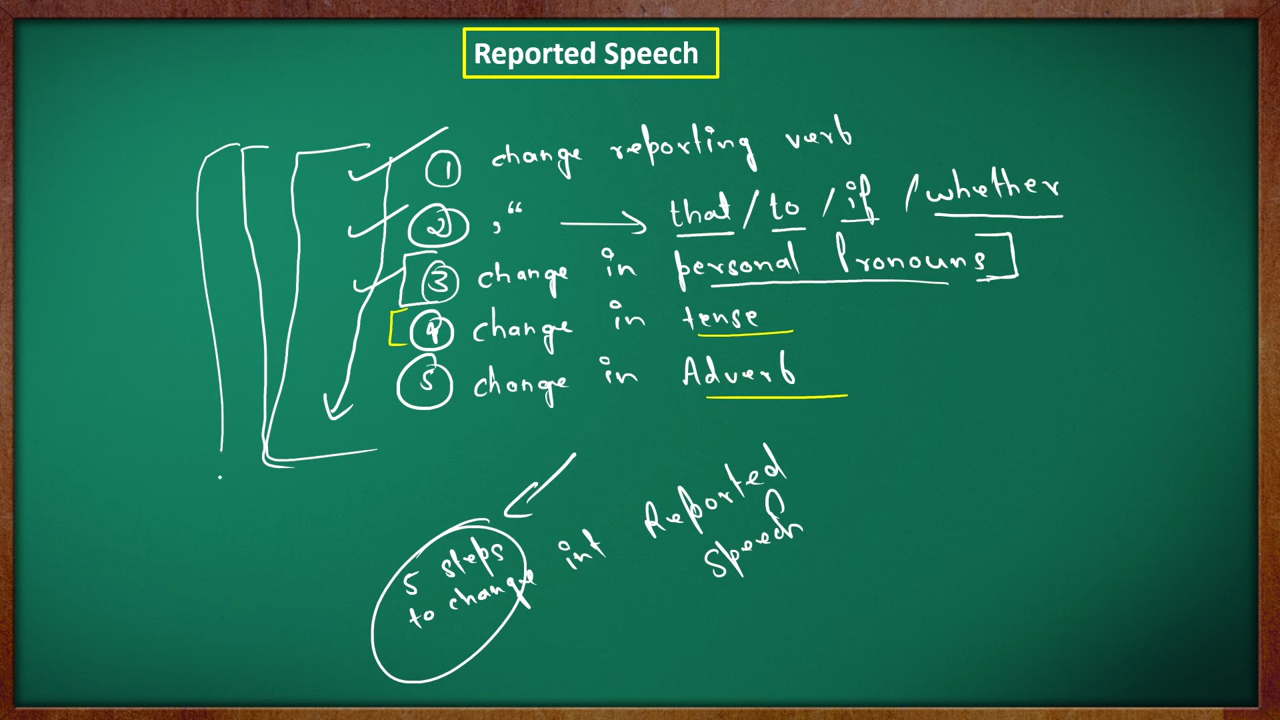 Reported Speech
① change reporting verb
② ,“ → that / to / if / whether
③ change in personal Pronouns]
④ change in tense
⑤ change in Adverb
5 steps
to change int Reported
speech